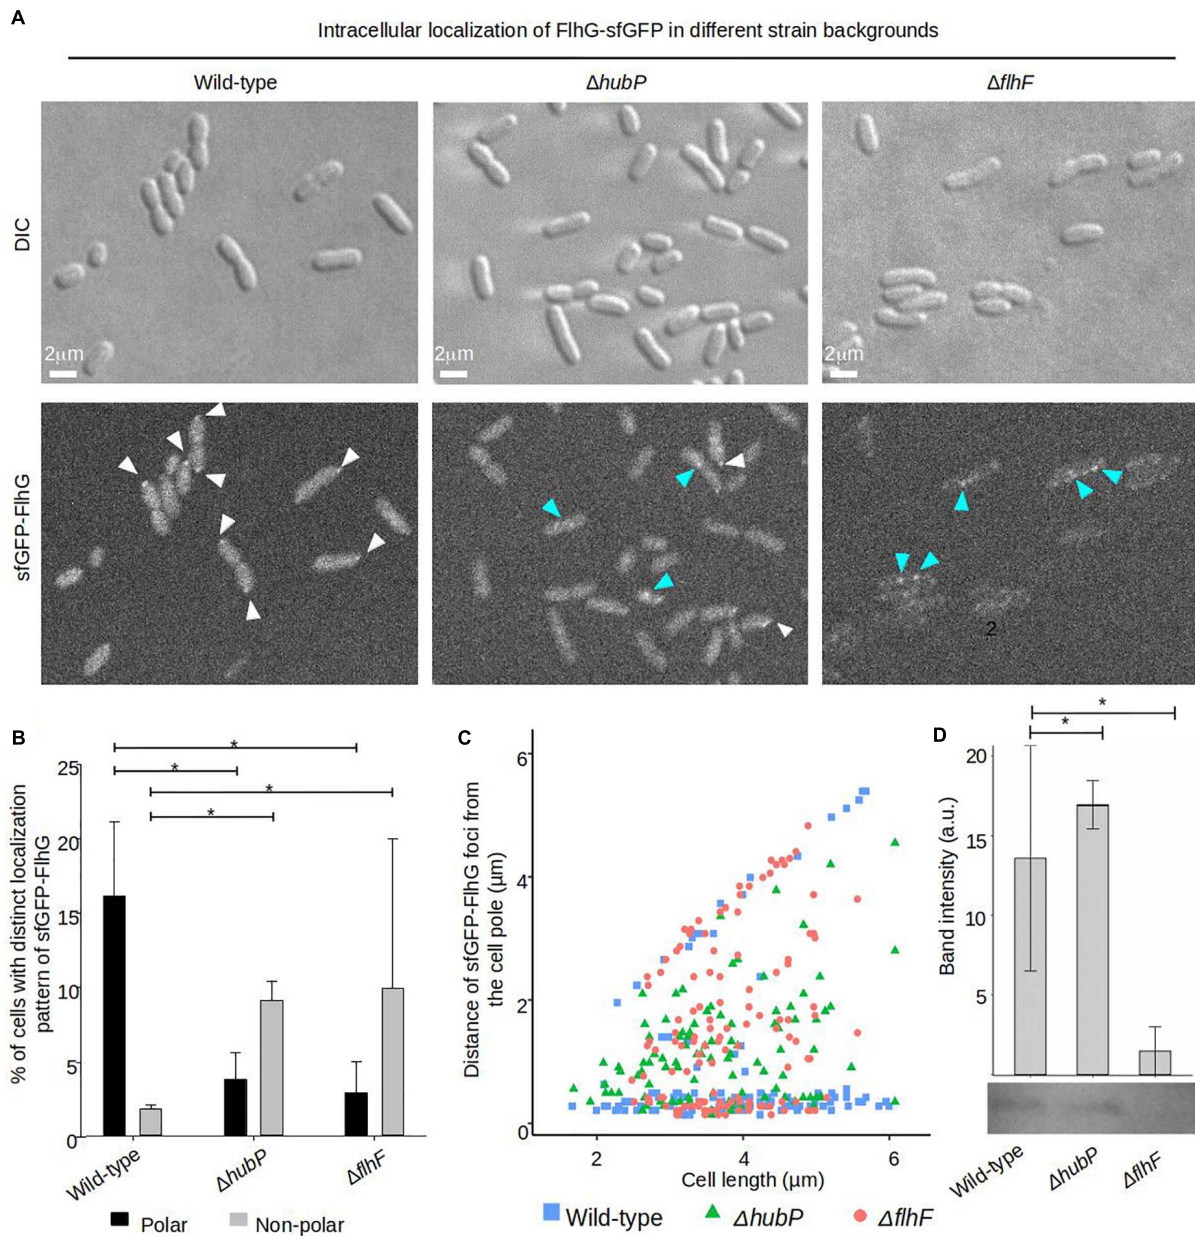 A
Intracellular localization of FlhG-sfGFP in different strain backgrounds
Wild-type
ΔhubP
ΔflhF
DIC
2μm
2μm
2μm
sfGFP-FlhG
2
B
% of cells with distinct localization
pattern of sfGFP-FlhG
25
20
15
10
5
0
*
*
*
*
Wild-type
ΔhubP
ΔflhF
Polar
Non-polar
C
Distance of sfGFP-FlhG foci from
the cell pole (μm)
6
4
2
0
2
4
6
Cell length (μm)
Wild-type
ΔhubP
ΔflhF
D
Band intensity (a.u.)
20
15
10
5
*
*
Wild-type
ΔhubP
ΔflhF